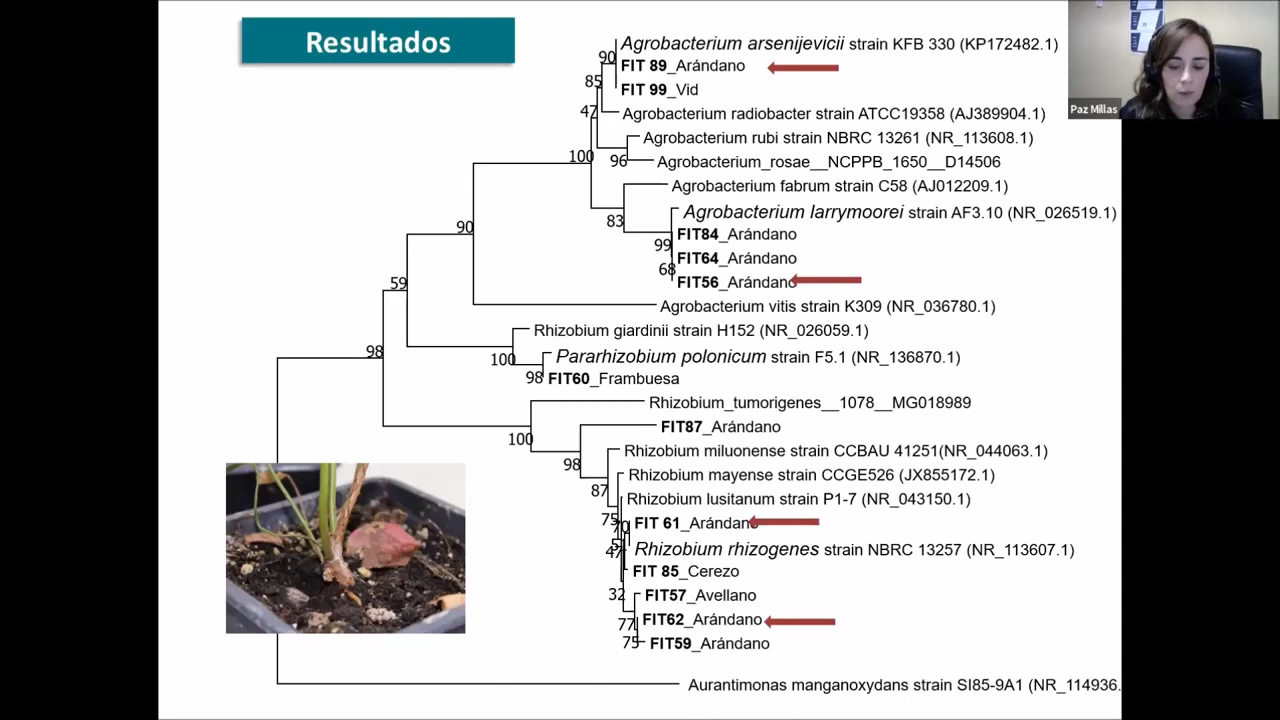 Resultados
Agrobacterium arsenijevicii strain KFB 330 (KP172482.1)
90
FIT 89_Arándano
85
FIT 99_Vid
47
Agrobacterium radiobacter strain ATCC19358 (AJ389904.1)
Agrobacterium rubi strain NBRC 13261 (NR_113608.1)
100
96
Agrobacterium_rosae__NCPPB_1650__D14506
Agrobacterium fabrum strain C58 (AJ012209.1)
83
Agrobacterium larrymoorei strain AF3.10 (NR_026519.1)
90
FIT84_Arándano
99
FIT64_Arándano
68
FIT56_Arándano
59
Agrobacterium vitis strain K309 (NR_036780.1)
Rhizobium giardinii strain H152 (NR_026059.1)
98
100
Pararhizobium polonicum strain F5.1 (NR_136870.1)
98
FIT60_Frambuesa
Rhizobium_tumorigenes__1078__MG018989
100
FIT87_Arándano
98
Rhizobium miluonense strain CCBAU 41251(NR_044063.1)
87
Rhizobium mayense strain CCGE526 (JX855172.1)
Rhizobium lusitanum strain P1-7 (NR_043150.1)
75
70
FIT 61_Arándano
47
Rhizobium rhizogenes strain NBRC 13257 (NR_113607.1)
FIT 85_Cerezo
32
FIT57_Avellano
77
FIT62_Arándano
75
FIT59_Arándano
Aurantimonas manganoxydans strain SI85-9A1 (NR_114936.
Paz Millas